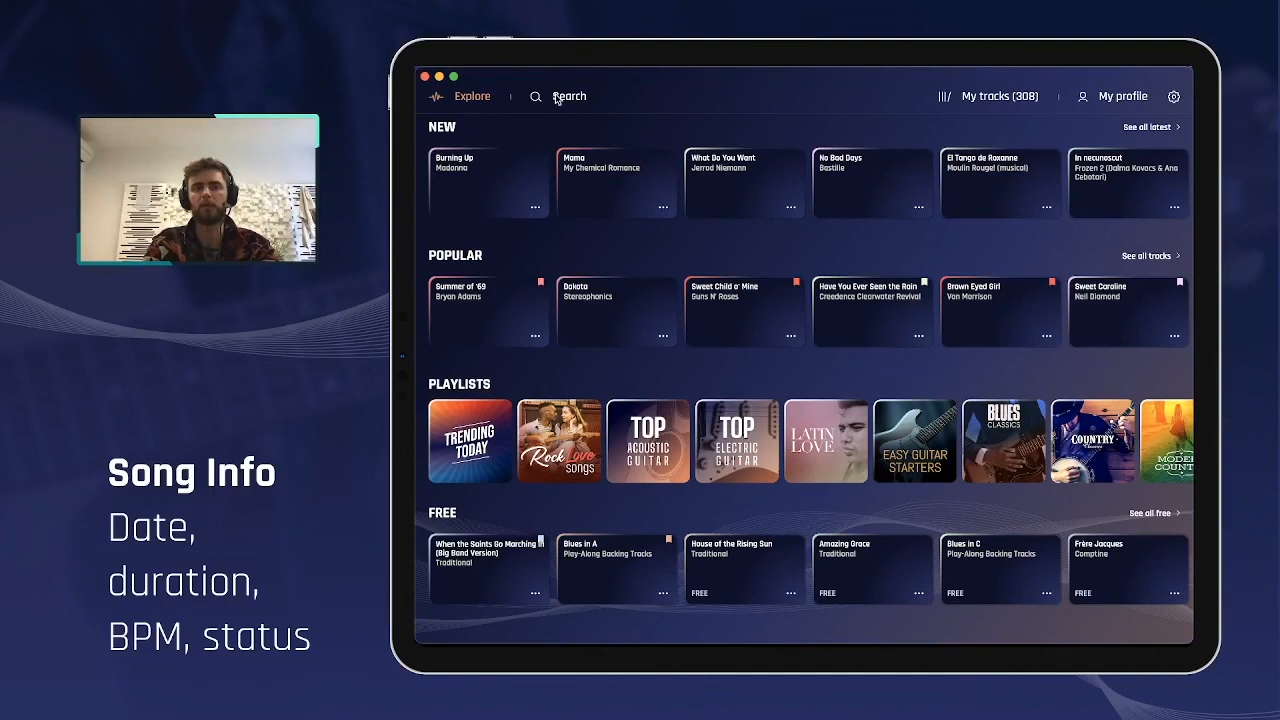 Explore
Search
My tracks (308)
My profile
NEW
See all latest
Burning Up
Madonna
Mama
My Chemical Romance
What Do You Want
Jerrod Niemann
No Bad Days
Bastille
El Tango de Roxanne
Moulin Rouge! (musical)
In necunoscut
Frozen 2 (Dalma Kovacs & Ana
Cebotari)
POPULAR
See all tracks
Summer of '69
Bryan Adams
Dakota
Stereophonics
Sweet Child o' Mine
Guns N' Roses
Have You Ever Seen the Rain
Creedence Clearwater Revival
Brown Eyed Girl
Van Morrison
Sweet Caroline
Neil Diamond
PLAYLISTS
TRENDING
TODAY
Rock Love
songs
TOP
ACOUSTIC
GUITAR
TOP
ELECTRIC
GUITAR
LATIN
LOVE
EASY GUITAR
STARTERS
BLUES
CLASSICS
COUNTRY
Classics
MODE
COUNT
FREE
See all free
When the Saints Go Marching In
(Big Band Version)
Traditional
Blues in A
Play-Along Backing Tracks
House of the Rising Sun
Traditional
FREE
Amazing Grace
Traditional
FREE
Blues in C
Play-Along Backing Tracks
FREE
Frère Jacques
Comptine
FREE
Song Info
Date,
duration,
BPM, status